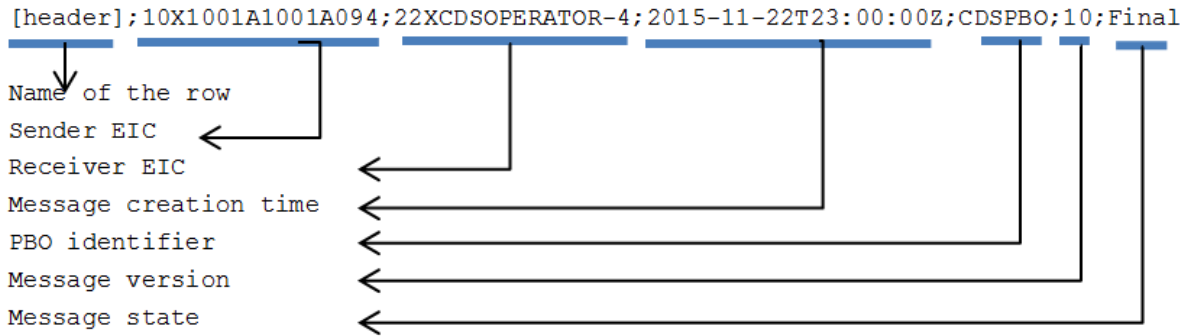 [header];10X1001A1001A094;22XCDSOPERATOR-4;2015-11-22T23:00:00Z;CDSPBO;10;Final
Name of the row
Sender EIC
Receiver EIC
Message creation time
PBO identifier
Message version
Message state